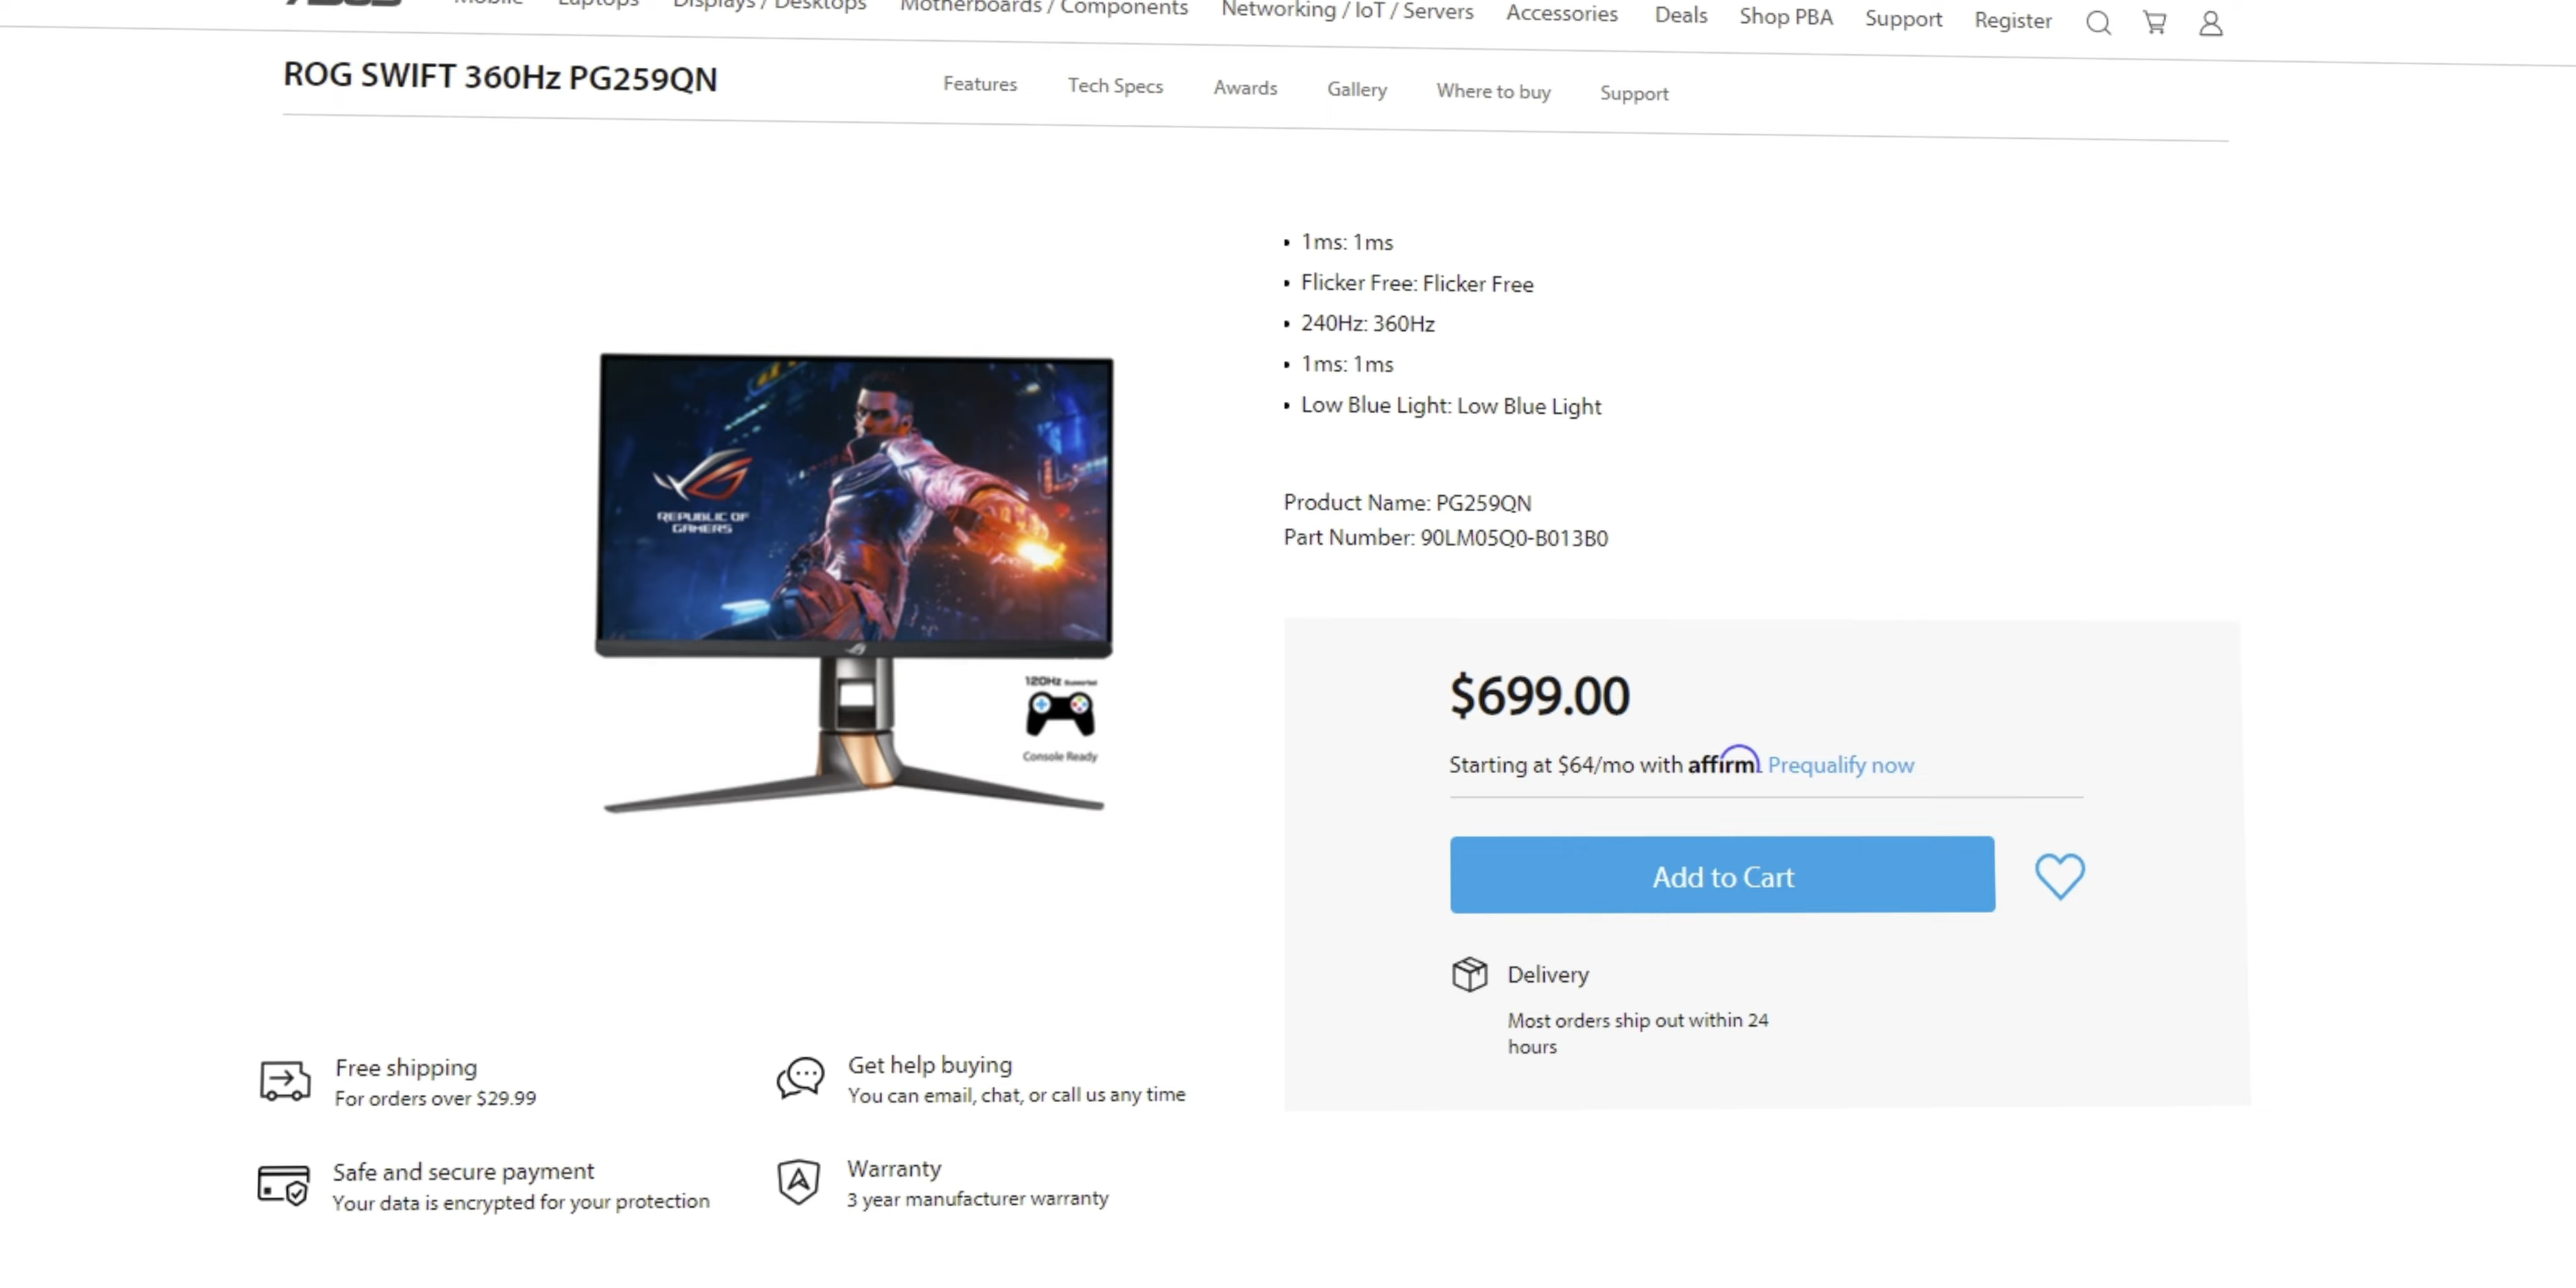 Mobile Laptops Displays / Desktops Motherboards / Components Networking / IoT / Servers Accessories Deals Shop PBA Support Register
ROG SWIFT 360Hz PG259QN
Features Tech Specs Awards Gallery Where to buy Support
• 1ms: 1ms
• Flicker Free: Flicker Free
• 240Hz: 360Hz
• 1ms: 1ms
• Low Blue Light: Low Blue Light
REPUBLIC OF
GAMERS
120Hz Supported
Console Ready
Product Name: PG259QN
Part Number: 90LM05Q0-B013B0
$699.00
Starting at $64/mo with affirm Prequalify now
Add to Cart
Delivery
Most orders ship out within 24
hours
Free shipping
For orders over $29.99
Get help buying
You can email, chat, or call us any time
Safe and secure payment
Your data is encrypted for your protection
Warranty
3 year manufacturer warranty